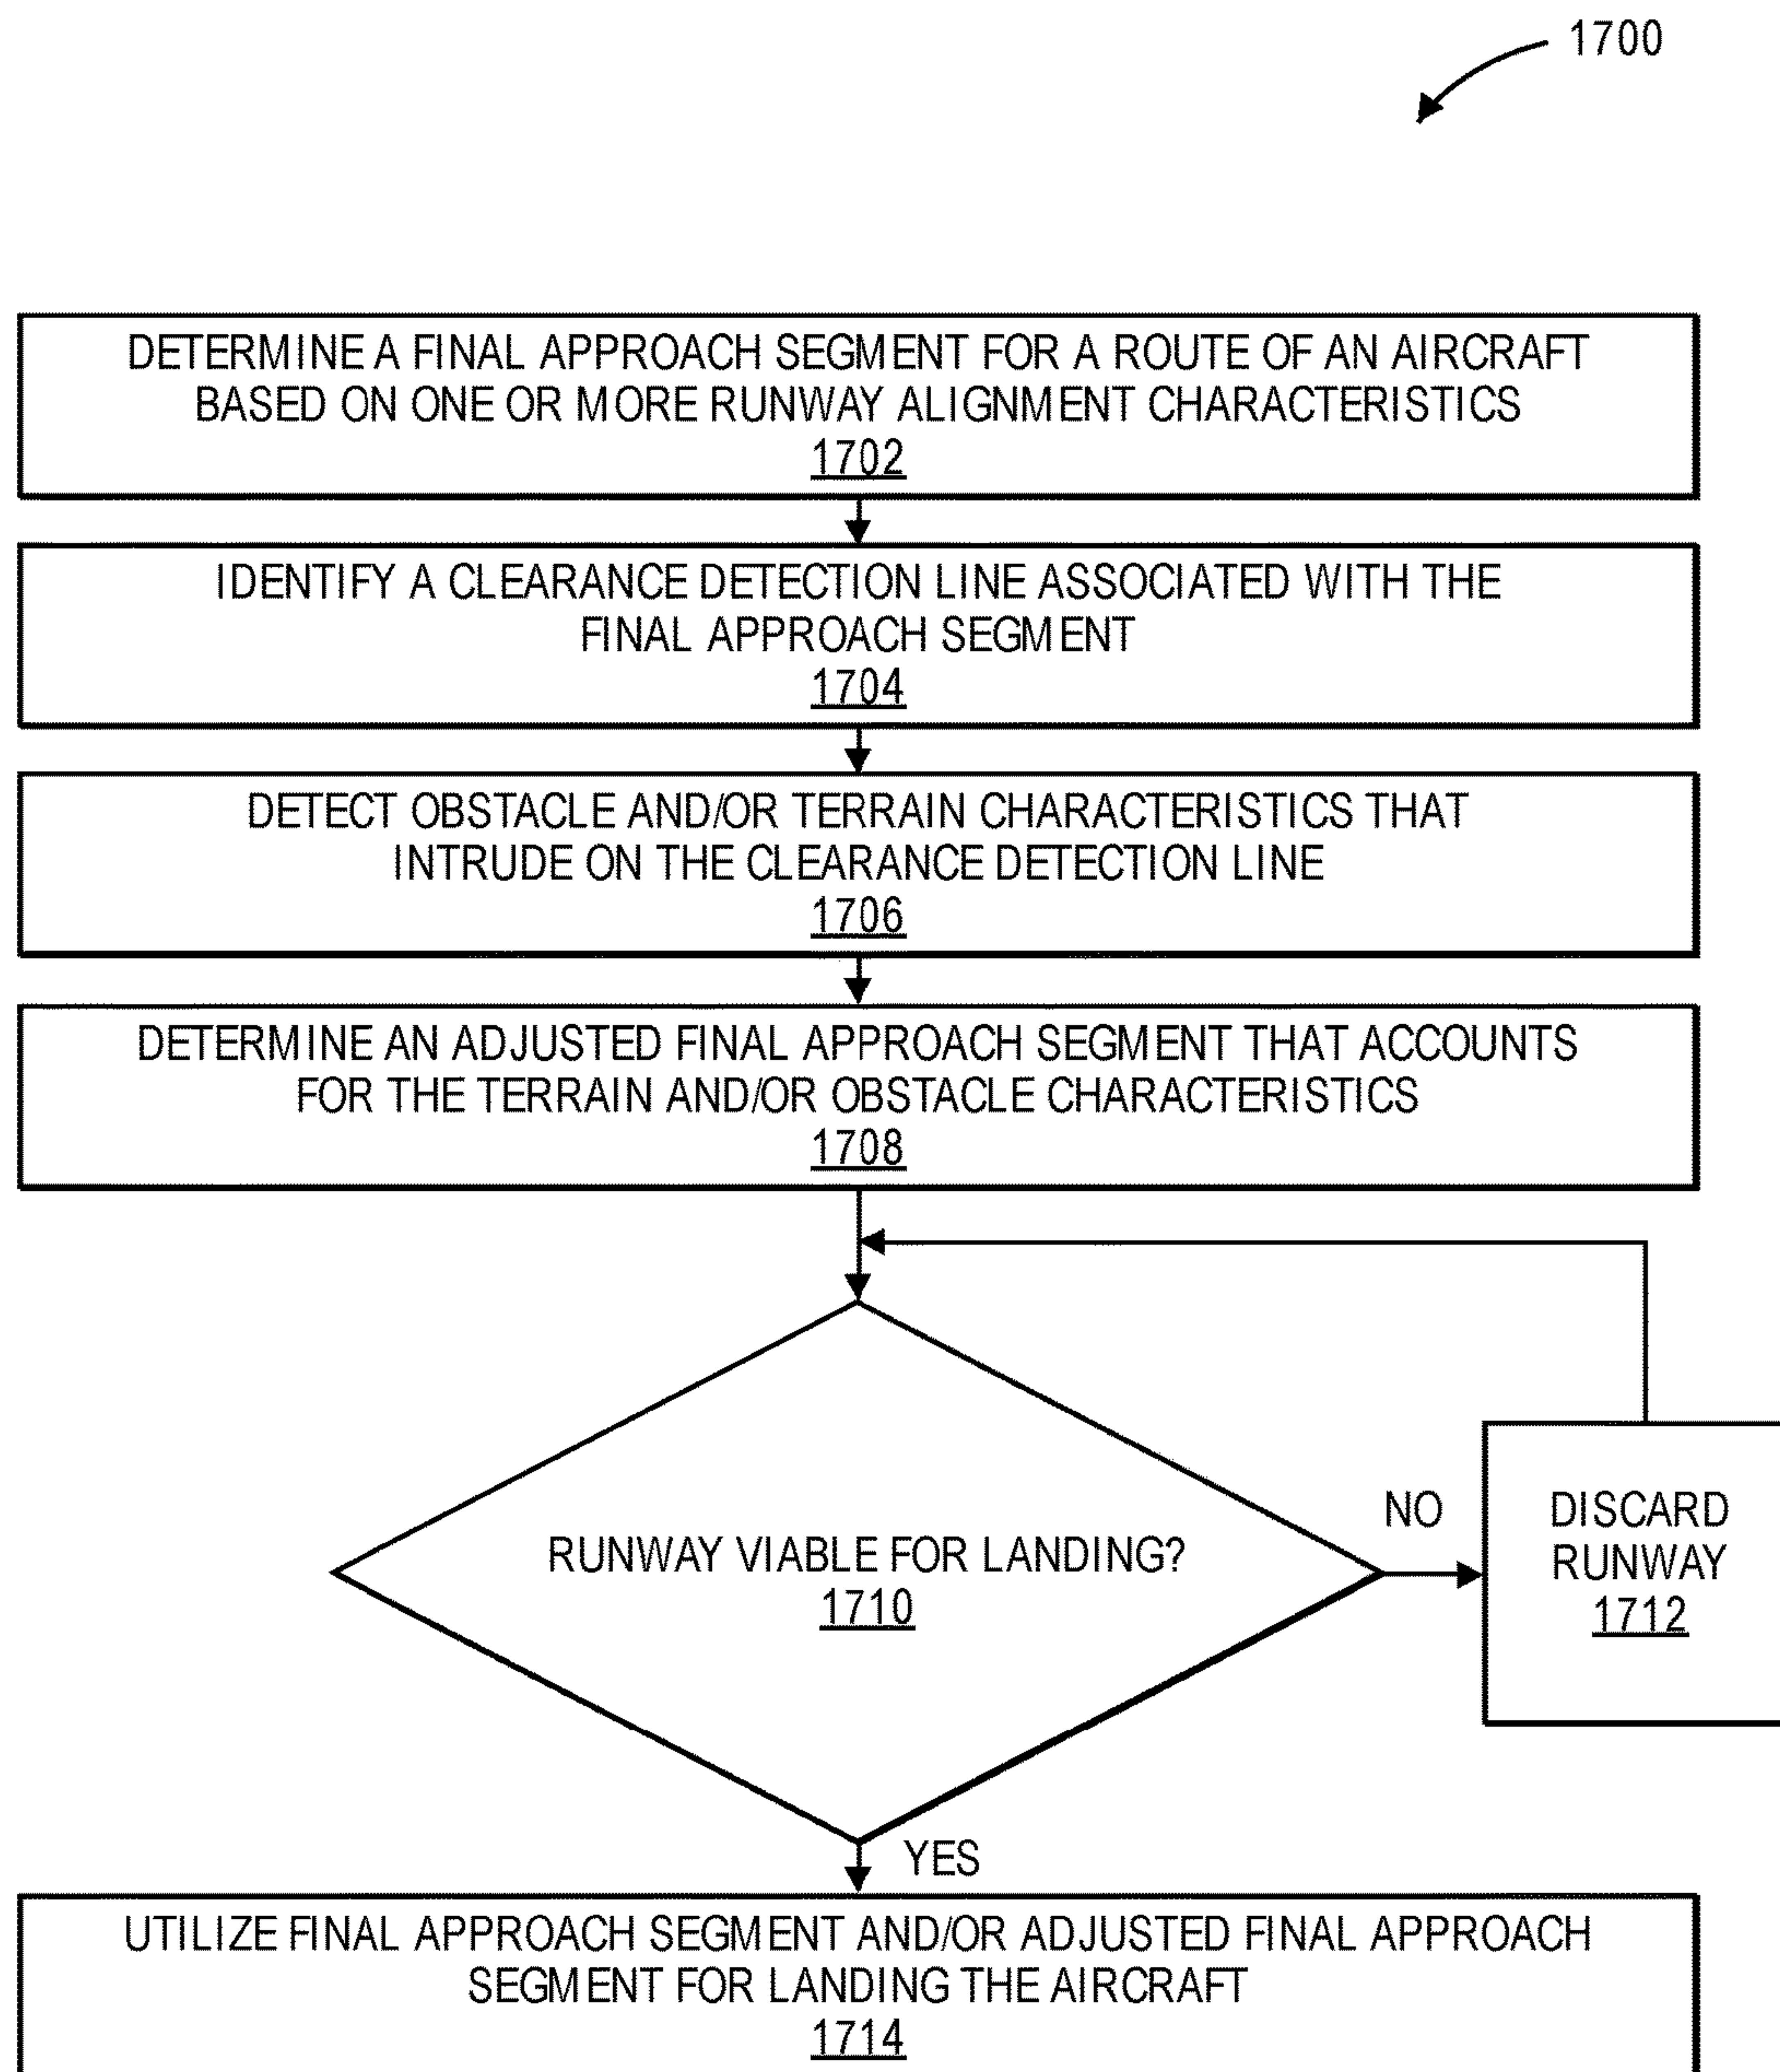 1700
DETERMINE A FINAL APPROACH SEGMENT FOR A ROUTE OF AN AIRCRAFT
BASED ON ONE OR MORE RUNWAY ALIGNMENT CHARACTERISTICS
1702
IDENTIFY A CLEARANCE DETECTION LINE ASSOCIATED WITH THE
FINAL APPROACH SEGMENT
1704
DETECT OBSTACLE AND/OR TERRAIN CHARACTERISTICS THAT
INTRUDE ON THE CLEARANCE DETECTION LINE
1706
DETERMINE AN ADJUSTED FINAL APPROACH SEGMENT THAT ACCOUNTS
FOR THE TERRAIN AND/OR OBSTACLE CHARACTERISTICS
1708
RUNWAY VIABLE FOR LANDING?
1710
NO
DISCARD
RUNWAY
1712
YES
UTILIZE FINAL APPROACH SEGMENT AND/OR ADJUSTED FINAL APPROACH
SEGMENT FOR LANDING THE AIRCRAFT
1714